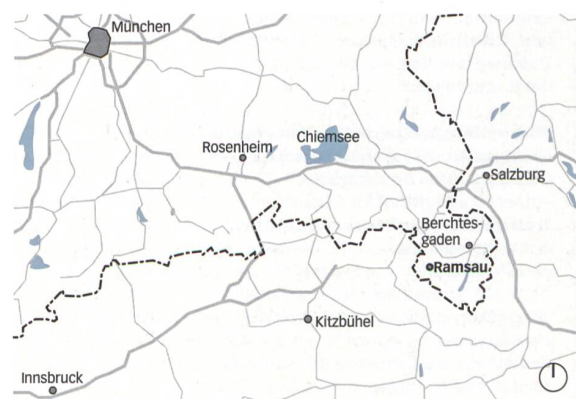 München
Chiemsee
Rosenheim
Salzburg
Berchtes-
gaden
Ramsau
Kitzbühel
Innsbruck